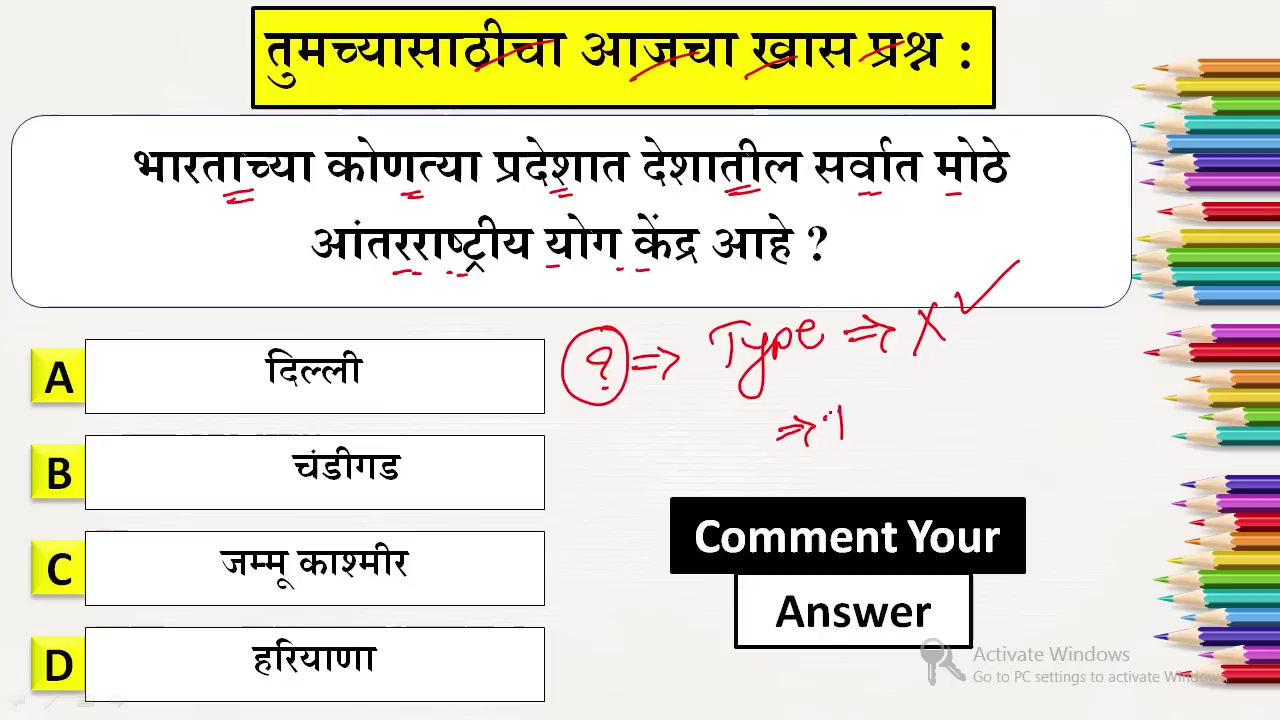 तुमच्यासाठीचा आजचा खास प्रश्न :
भारताच्या कोणत्या प्रदेशात देशातील सर्वात मोठे
आंतरराष्ट्रीय योग केंद्र आहे ?
A दिल्ली
? ⇒ Type ⇒ X ✓
B चंडीगड
C जम्मू काश्मीर
D हरियाणा
Comment Your
Answer
Activate Windows
Go to PC settings to activate Windows.